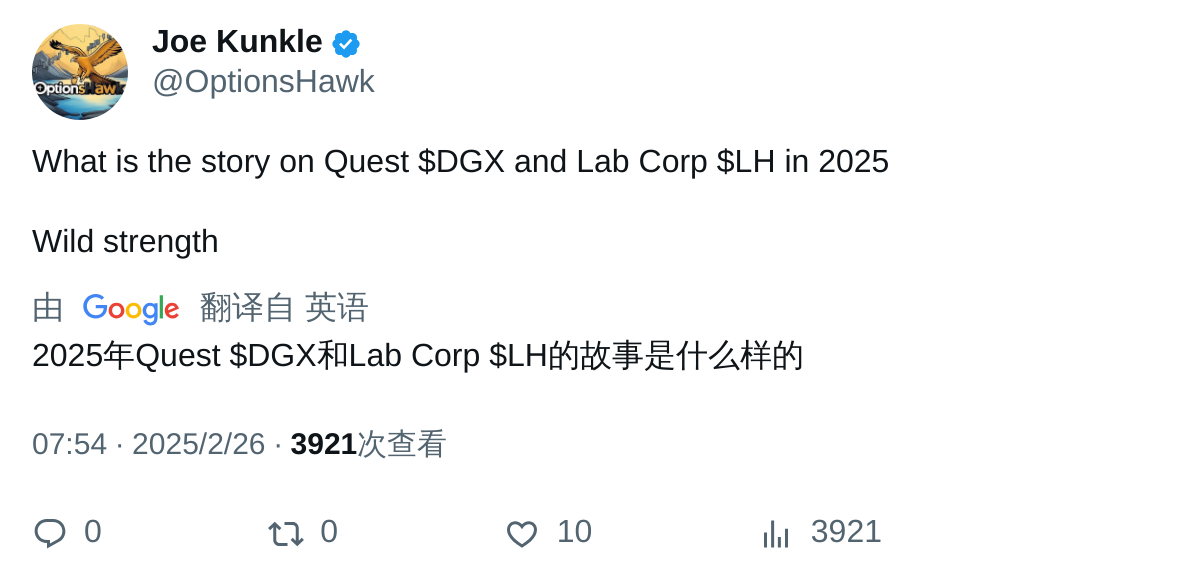 OptionsHawk
Joe Kunkle
@OptionsHawk
What is the story on Quest $DGX and Lab Corp $LH in 2025
Wild strength
由 Google 翻译自 英语
2025年Quest $DGX和Lab Corp $LH的故事是什么样的
07:54 · 2025/2/26 · 3921次查看
0 0 10 3921